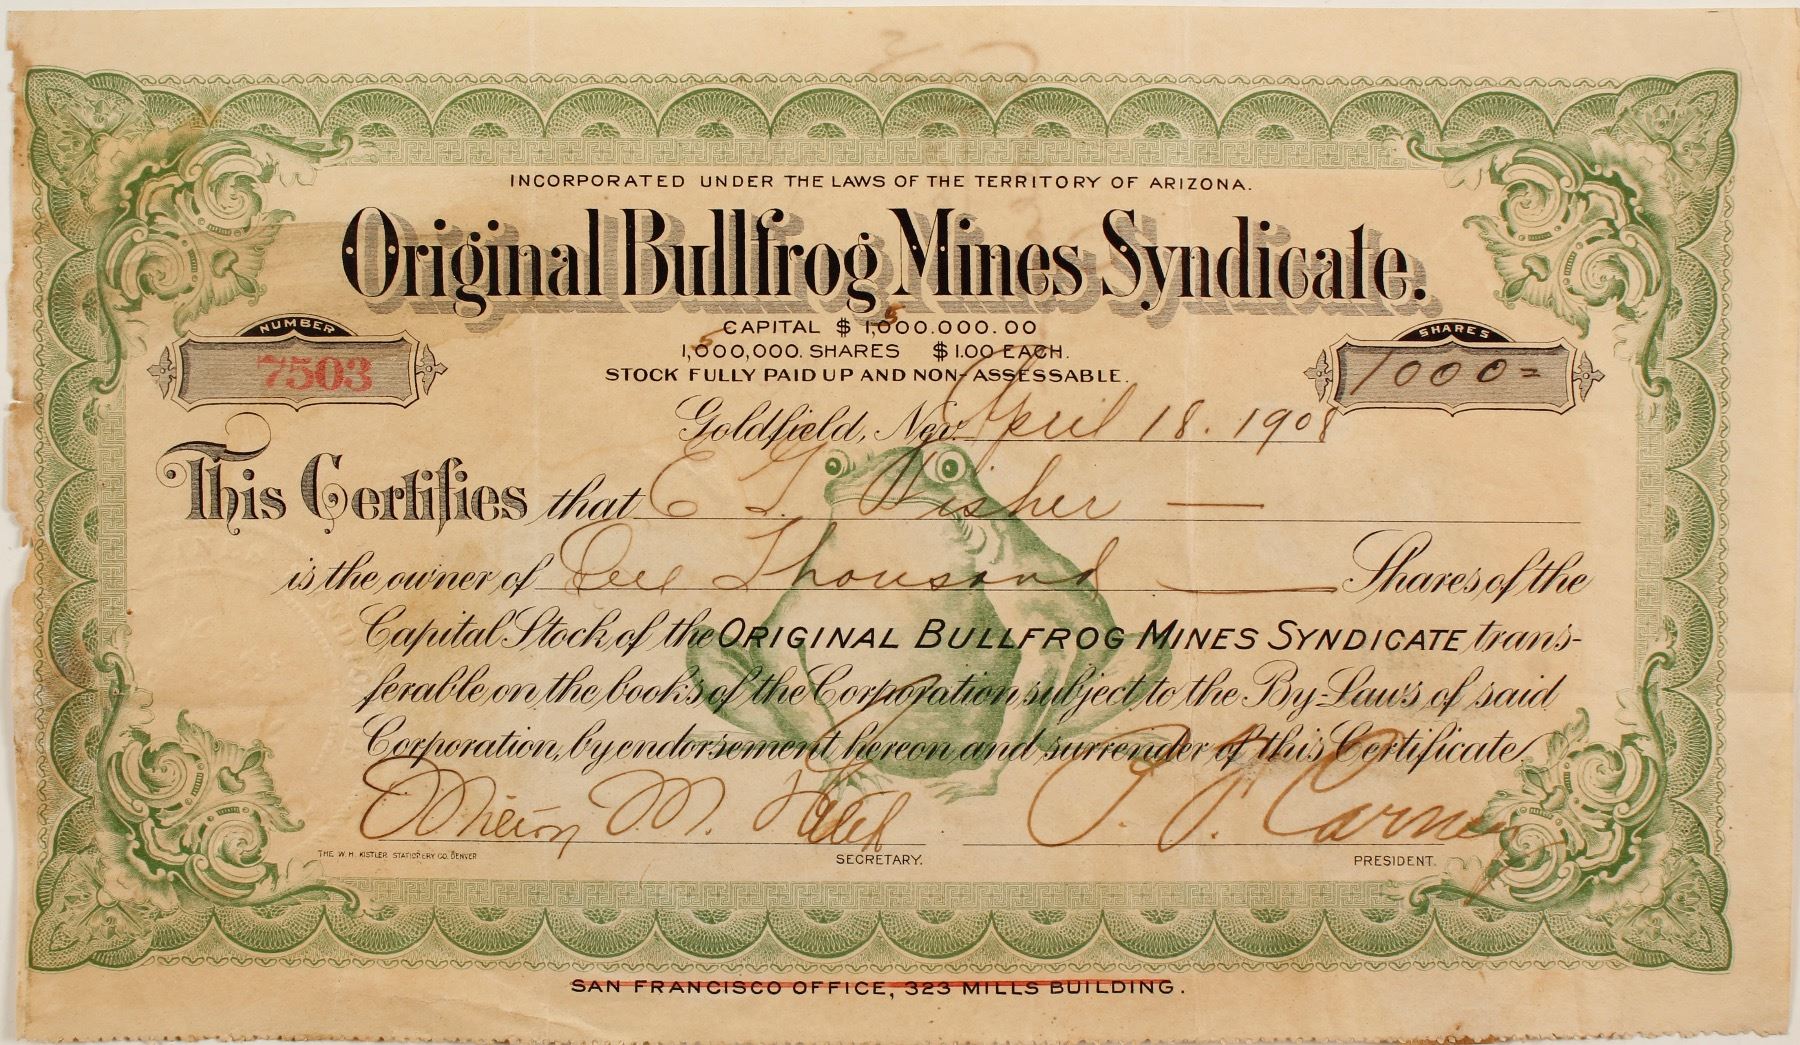 INCORPORATED UNDER THE LAWS OF THE TERRITORY OF ARIZONA.
Original Bullfrog Mines Syndicate.
NUMBER
7503
CAPITAL $ 1,000.000.00
5
1,000,000. SHARES $1.00 EACH.
5
STOCK FULLY PAID UP AND NON-ASSESSABLE.
SHARES
1000=
Goldfield, Nev. April 18. 1908
This Certifies that E G Fisher —
is the owner of One Thousand — Shares of the
Capital Stock of the ORIGINAL BULLFROG MINES SYNDICATE trans-
ferable on the books of the Corporation subject to the By-Laws of said
Corporation, by endorsement hereon and surrender of this Certificate.
M. Carney
THE W. H. KISTLER STATIONERY CO. DENVER
SECRETARY.
PRESIDENT.
SAN FRANCISCO OFFICE, 323 MILLS BUILDING.